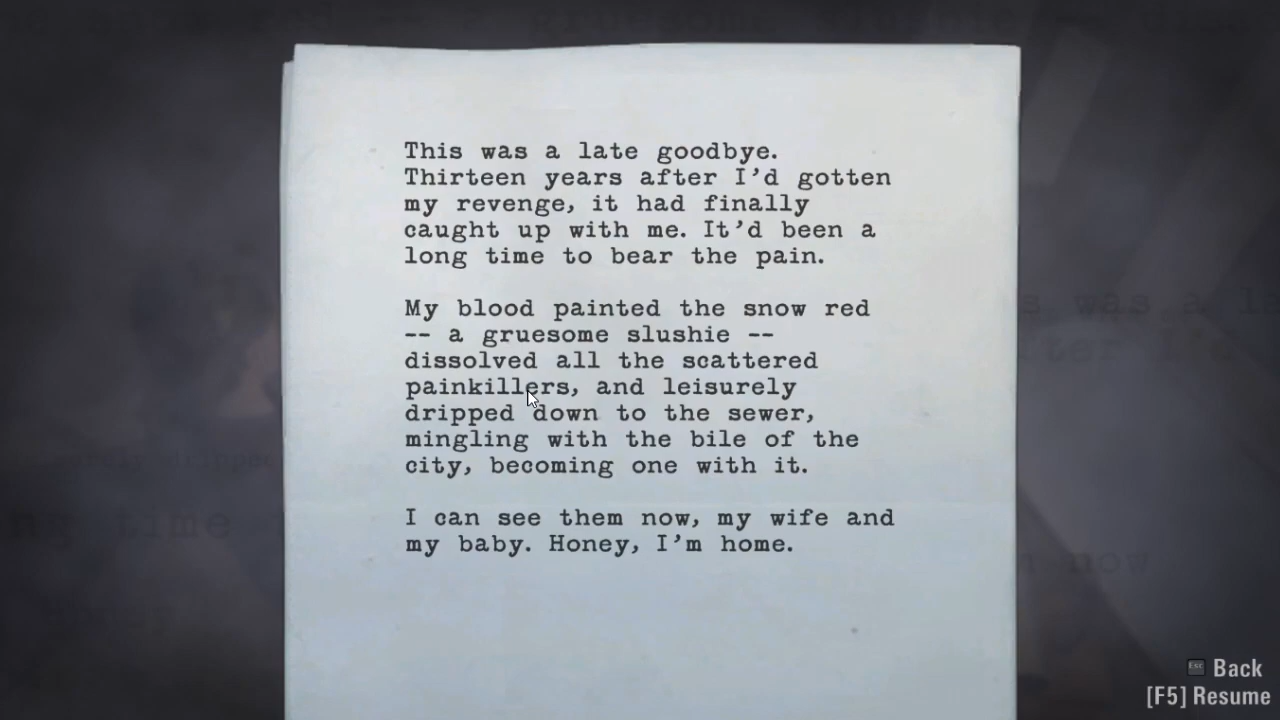 This was a late goodbye.
Thirteen years after I’d gotten
my revenge, it had finally
caught up with me. It’d been a
long time to bear the pain.
My blood painted the snow red
-- a gruesome slushie --
dissolved all the scattered
painkillers, and leisurely
dripped down to the sewer,
mingling with the bile of the
city, becoming one with it.
I can see them now, my wife and
my baby. Honey, I’m home.
Esc Back
[F5] Resume